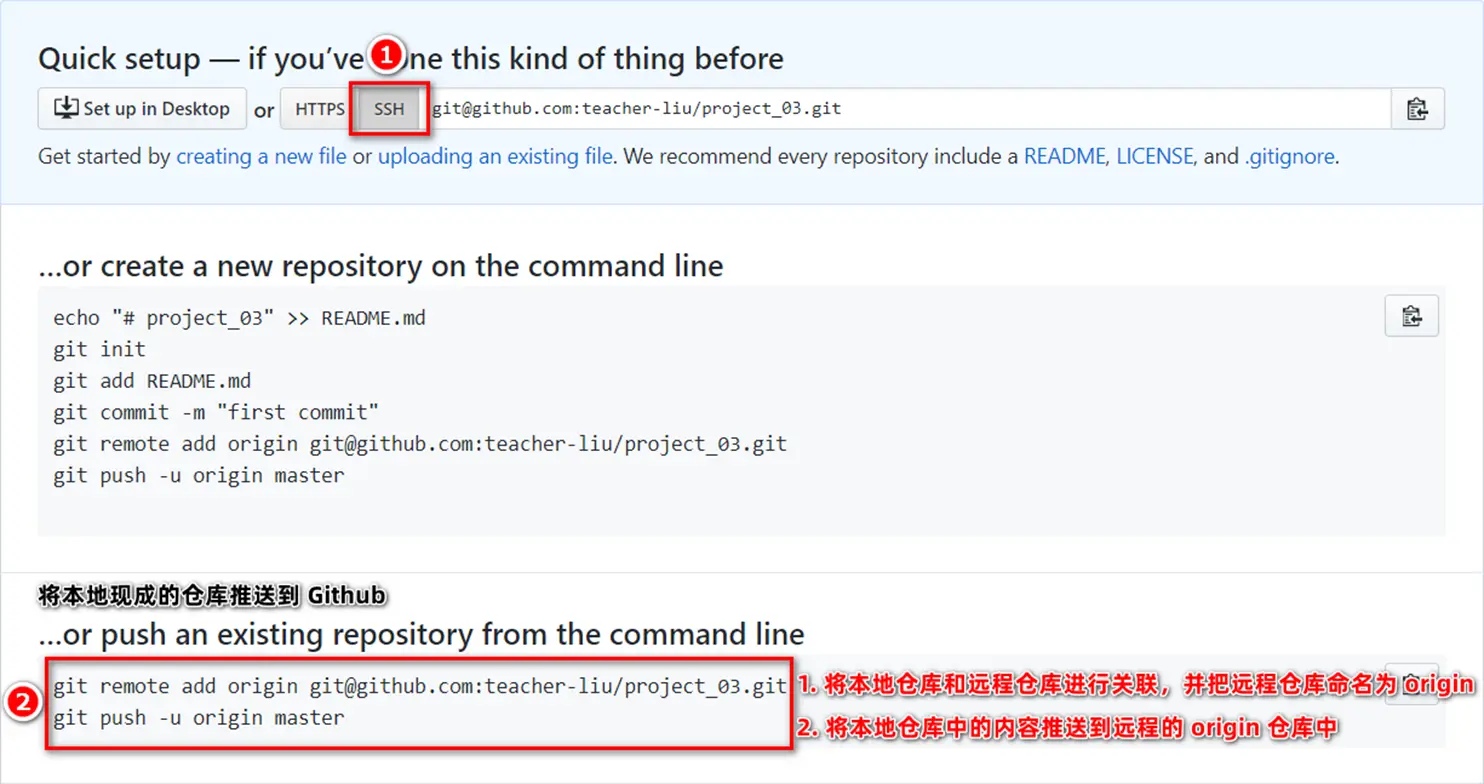 Quick setup — if you've ne this kind of thing before
1
Set up in Desktop or HTTPS SSH git@github.com:teacher-liu/project_03.git
Get started by creating a new file or uploading an existing file. We recommend every repository include a README, LICENSE, and .gitignore.
...or create a new repository on the command line
echo "# project_03" >> README.md
git init
git add README.md
git commit -m "first commit"
git remote add origin git@github.com:teacher-liu/project_03.git
git push -u origin master
将本地现成的仓库推送到 Github
...or push an existing repository from the command line
2
git remote add origin git@github.com:teacher-liu/project_03.git
1. 将本地仓库和远程仓库进行关联，并把远程仓库命名为 origin
git push -u origin master
2. 将本地仓库中的内容推送到远程的 origin 仓库中